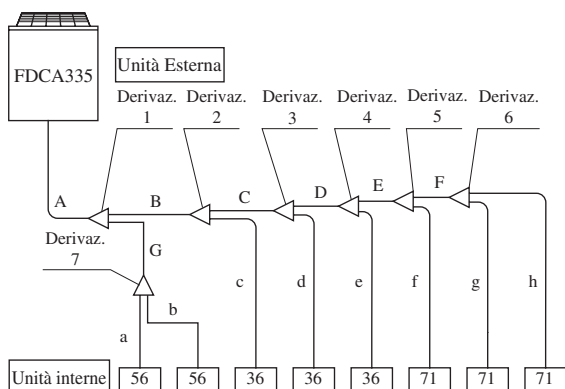 FDCA335
Unità Esterna
Derivaz.
1
Derivaz.
2
Derivaz.
3
Derivaz.
4
Derivaz.
5
Derivaz.
6
A
B
C
D
E
F
Derivaz.
7
G
a
b
c
d
e
f
g
h
Unità interne
56
56
36
36
36
71
71
71